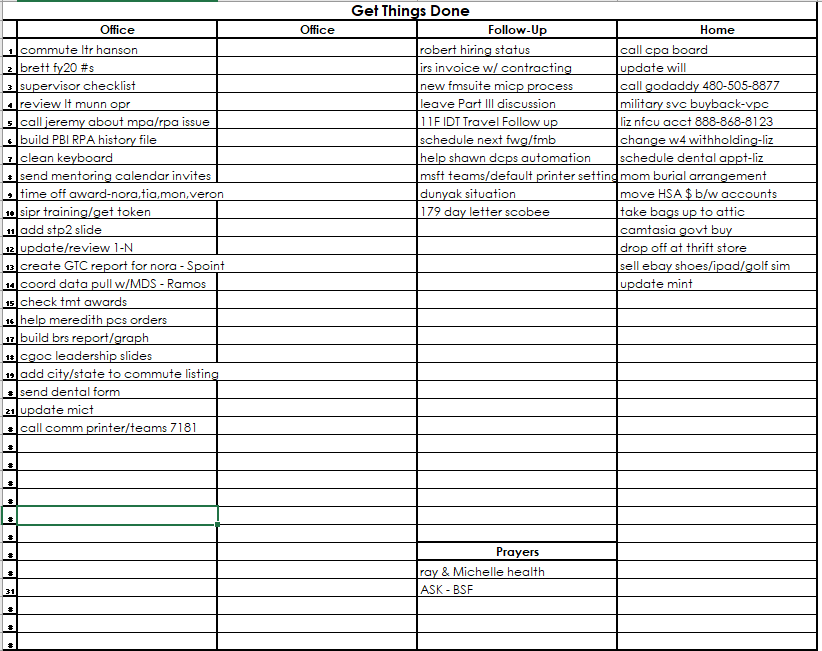 Get Things Done
Office Office Follow-Up Home
1 commute ltr hanson robert hiring status call cpa board
2 brett fy20 #s irs invoice w/ contracting update will
3 supervisor checklist new fmsuite micp process call godaddy 480-505-8877
4 review lt munn opr leave Part III discussion military svc buyback-vpc
5 call jeremy about mpa/rpa issue 11F IDT Travel Follow up liz nfcu acct 888-868-8123
6 build PBI RPA history file schedule next fwg/fmb change w4 withholding-liz
7 clean keyboard help shawn dcps automation schedule dental appt-liz
8 send mentoring calendar invites msft teams/default printer setting mom burial arrangement
9 time off award-nora,tia,mon,veron dunyak situation move HSA $ b/w accounts
10 sipr training/get token 179 day letter scobee take bags up to attic
11 add stp2 slide camtasia govt buy
12 update/review 1-N drop off at thrift store
13 create GTC report for nora - Spoint sell ebay shoes/ipad/golf sim
14 coord data pull w/MDS - Ramos update mint
15 check tmt awards
16 help meredith pcs orders
17 build brs report/graph
18 cgoc leadership slides
19 add city/state to commute listing
send dental form
21 update mict
call comm printer/teams 7181
Prayers
ray & Michelle health
31 ASK - BSF